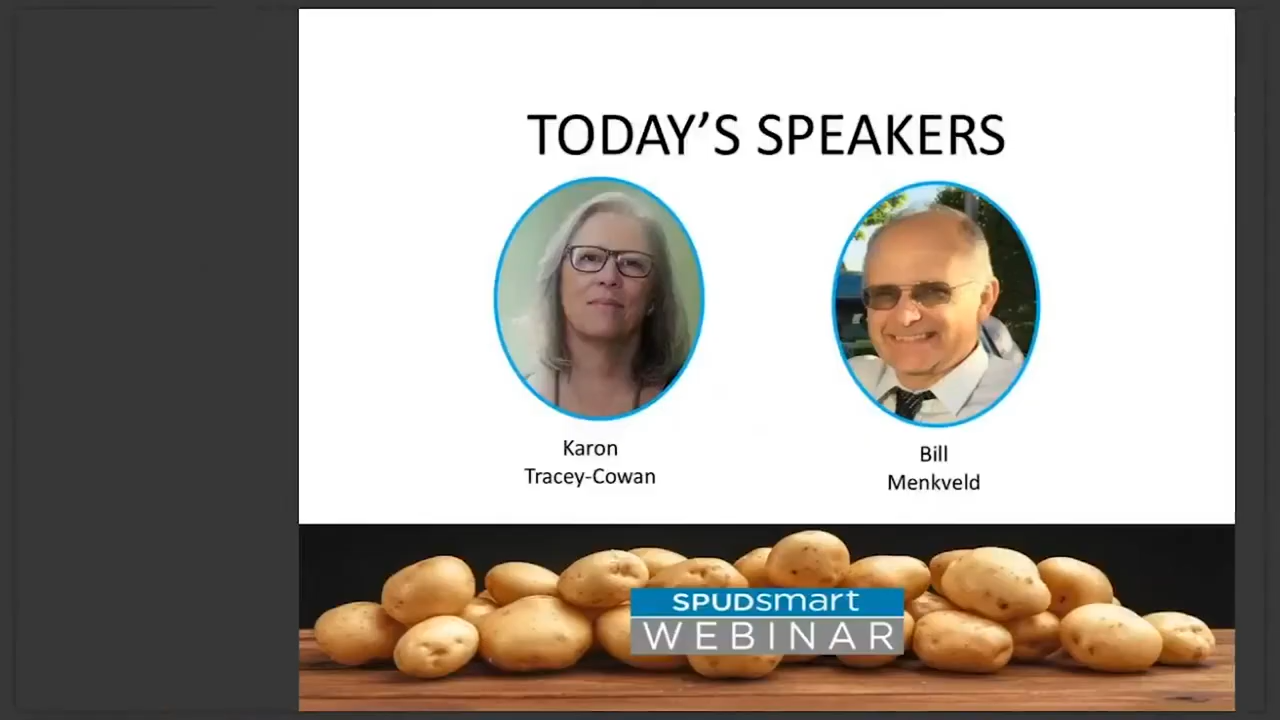 TODAY'S SPEAKERS
Karon
Tracey-Cowan
Bill
Menkveld
SPUDsmart
WEBINAR